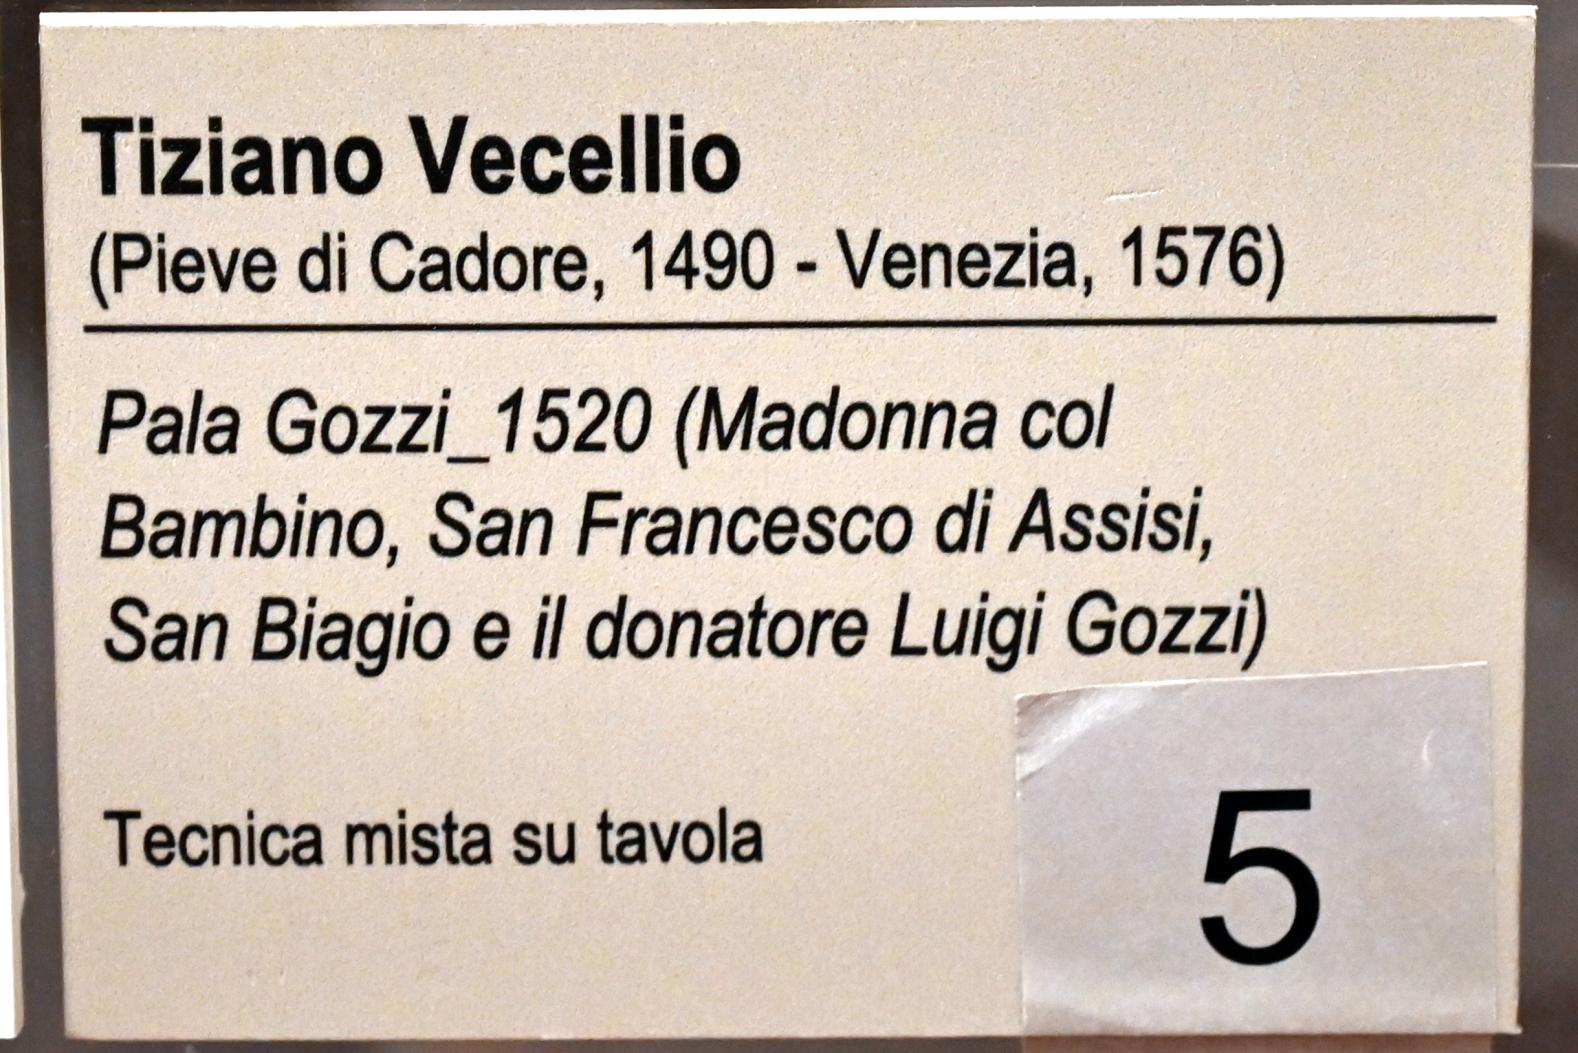 Tiziano Vecellio
(Pieve di Cadore, 1490 - Venezia, 1576)
Pala Gozzi_1520 (Madonna col
Bambino, San Francesco di Assisi,
San Biagio e il donatore Luigi Gozzi)
Tecnica mista su tavola
5